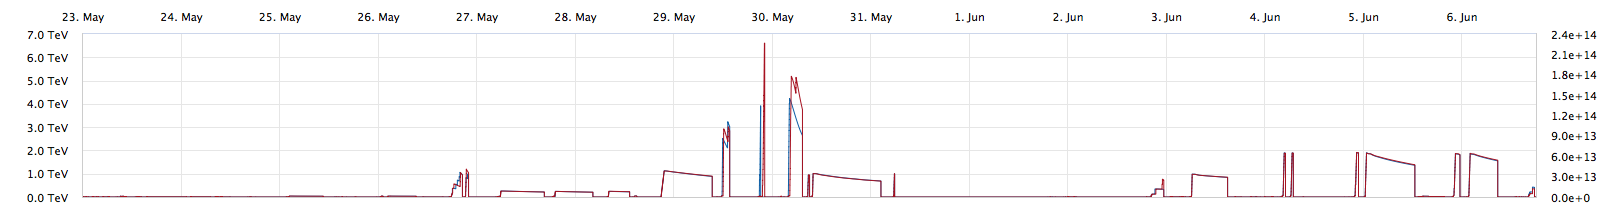 23. May 24. May 25. May 26. May 27. May 28. May 29. May 30. May 31. May 1. Jun 2. Jun 3. Jun 4. Jun 5. Jun 6. Jun
7.0 TeV 2.4e+14
6.0 TeV 2.1e+14
5.0 TeV 1.8e+14
4.0 TeV 1.5e+14
3.0 TeV 1.2e+14
2.0 TeV 9.0e+13
1.0 TeV 6.0e+13
0.0 TeV 3.0e+13
0.0e+0